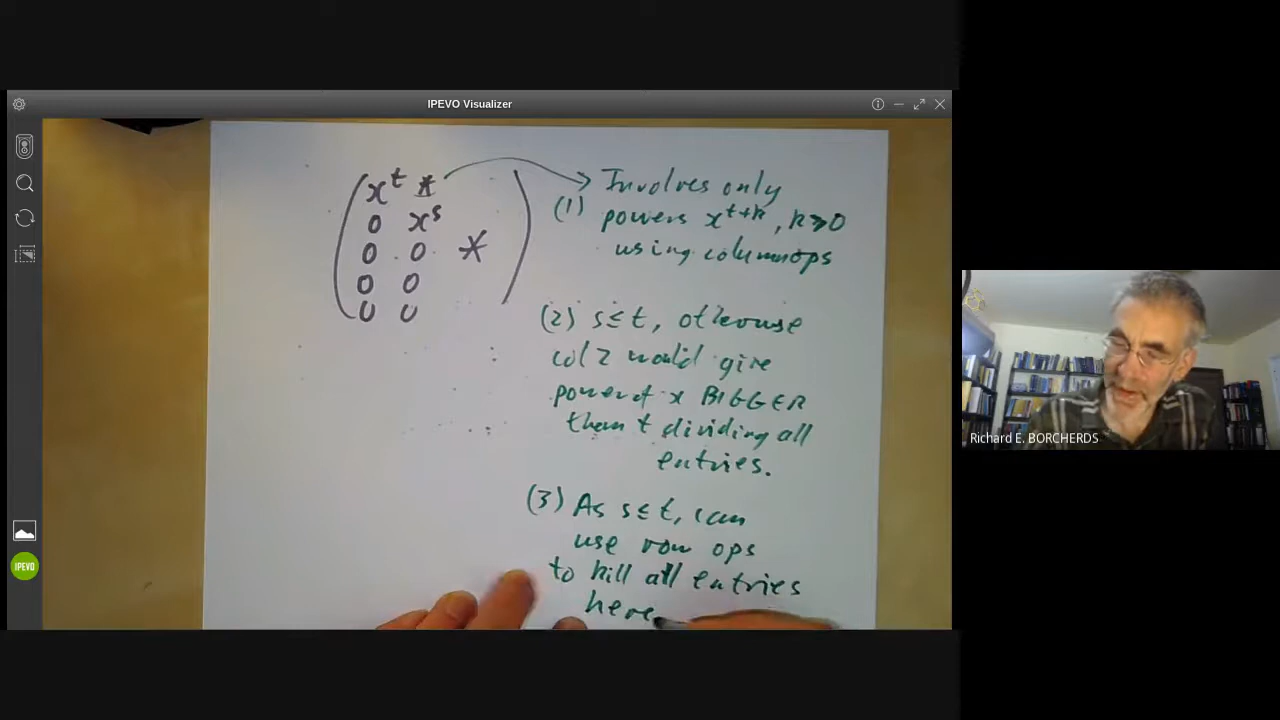 IPEVO Visualizer
x^t *
0 x^s
0 0 *
0 0
0 0
→ Involves only
(1) powers x^{t+k}, k≥0
using column ops
(2) s≤t, otherwise
col 2 would give
power of x BIGGER
than t dividing all
entries.
(3) As s≤t, can
use row ops
to kill all entries
here
Richard E. BORCHERDS
IPEVO